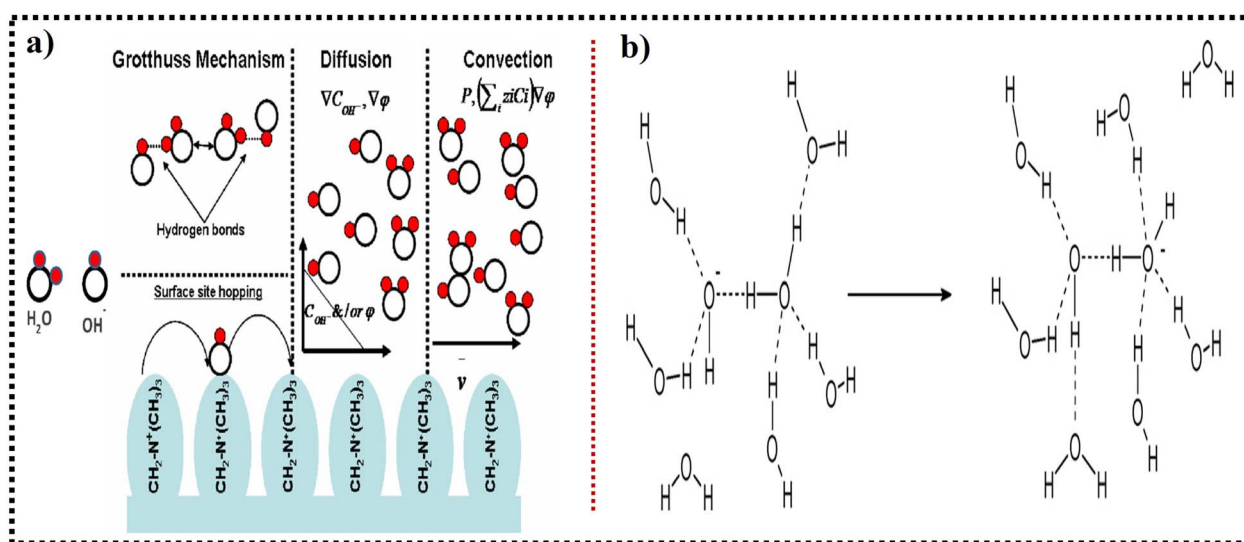 a)
Grotthuss Mechanism
Hydrogen bonds
Surface site hopping
H₂O
OH⁻
Diffusion
∇C_OH⁻, ∇φ
C_OH⁻ &/or φ
Convection
P, (∑ᵢ ziCi)∇φ
v̄
CH₂-N⁺(CH₃)₃
CH₂-N⁺(CH₃)₃
CH₂-N⁺(CH₃)₃
CH₂-N⁺(CH₃)₃
CH₂-N⁺(CH₃)₃
CH₂-N⁺(CH₃)₃
b)
H H
O H
O
H H
O⁻ H O
H
H H
O H H H
H O
O
O
H H H
O
H H
H O
H
O H
H
H
O H O⁻
H H
H H
O H O
H
O
O H
H H